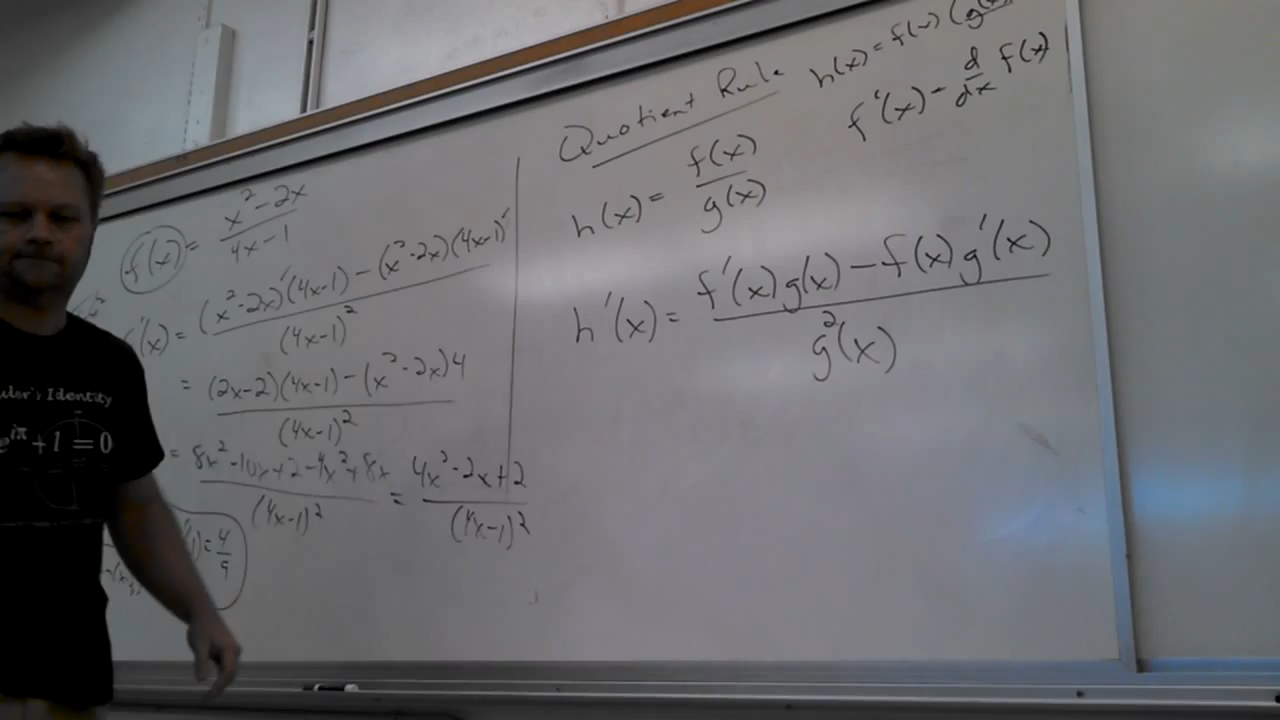 f(x) = x² - 2x / 4x - 1
'(x) = (x² - 2x)'(4x-1) - (x² - 2x)(4x-1)' / (4x-1)²
= (2x-2)(4x-1) - (x² - 2x)4 / (4x-1)²
= 8x² - 10x + 2 - 4x² + 8x / (4x-1)² = 4x² - 2x + 2 / (4x-1)²
1) = 4/9
Quotient Rule
h(x) = f(x) / g(x)
h'(x) = f'(x)g(x) - f(x)g'(x) / g²(x)
h(x) = f(x) (g(x)
f'(x) - d/dx f(x)
uler's Identity
e^iπ + 1 = 0